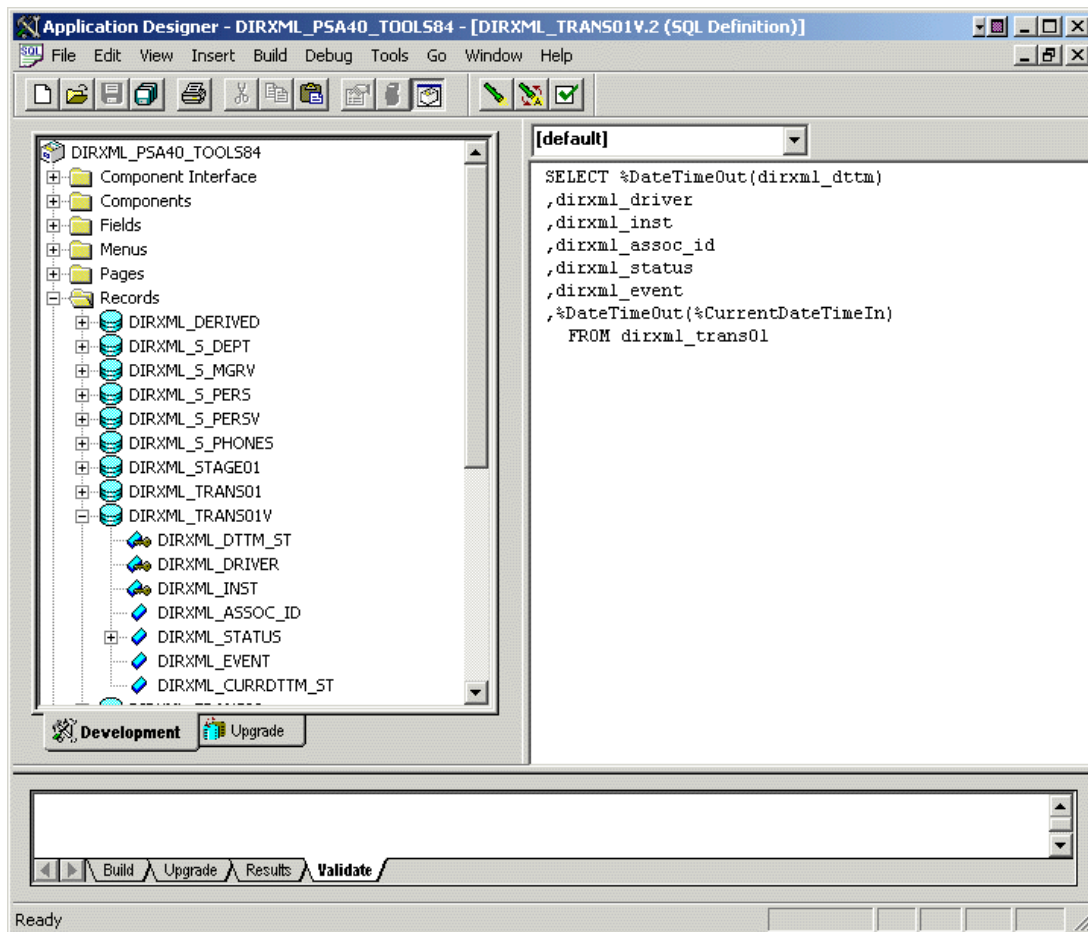 Application Designer - DIRXML_PSA40_TOOLS84 - [DIRXML_TRANS01V.2 (SQL Definition)]
SQL File Edit View Insert Build Debug Tools Go Window Help
[default]
DIRXML_PSA40_TOOLS84
Component Interface
Components
Fields
Menus
Pages
Records
DIRXML_DERIVED
DIRXML_S_DEPT
DIRXML_S_MGRV
DIRXML_S_PERS
DIRXML_S_PERSV
DIRXML_S_PHONES
DIRXML_STAGE01
DIRXML_TRANS01
DIRXML_TRANS01V
DIRXML_DTTM_ST
DIRXML_DRIVER
DIRXML_INST
DIRXML_ASSOC_ID
DIRXML_STATUS
DIRXML_EVENT
DIRXML_CURRDTTM_ST
Development Upgrade
SELECT %DateTimeOut(dirxml_dttm)
,dirxml_driver
,dirxml_inst
,dirxml_assoc_id
,dirxml_status
,dirxml_event
,%DateTimeOut(%CurrentDateTimeIn)
FROM dirxml_trans01
Build Upgrade Results Validate
Ready